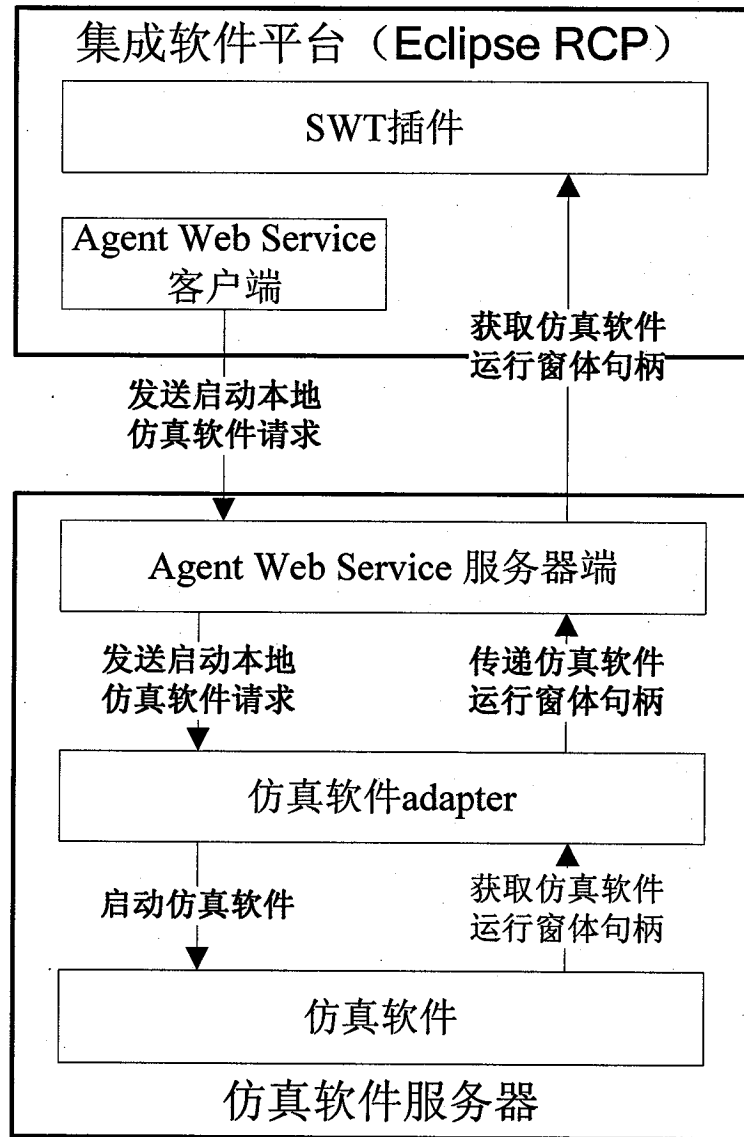 集成软件平台（Eclipse RCP）
SWT插件
Agent Web Service
客户端
获取仿真软件
运行窗体句柄
发送启动本地
仿真软件请求
Agent Web Service 服务器端
发送启动本地
仿真软件请求
传递仿真软件
运行窗体句柄
仿真软件adapter
启动仿真软件
获取仿真软件
运行窗体句柄
仿真软件
仿真软件服务器